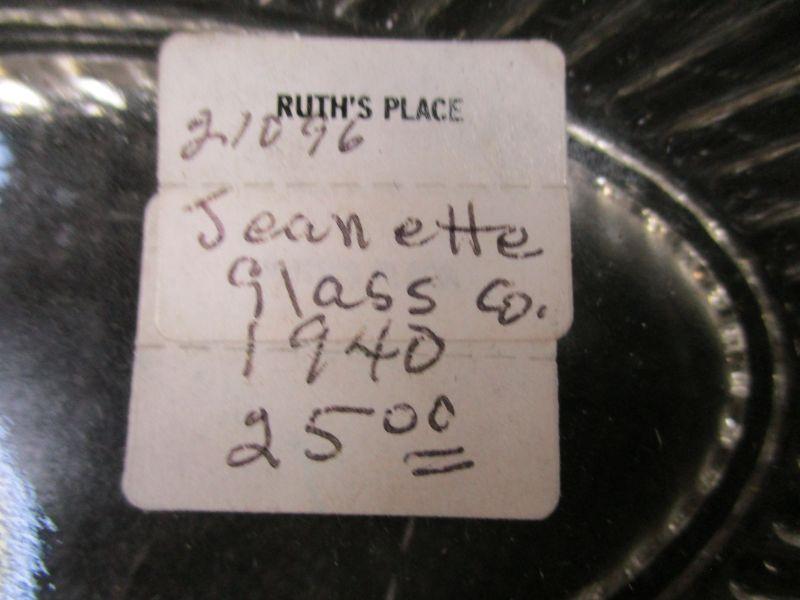 RUTH'S PLACE
21096
Jeanette
Glass Co.
1940
25 00